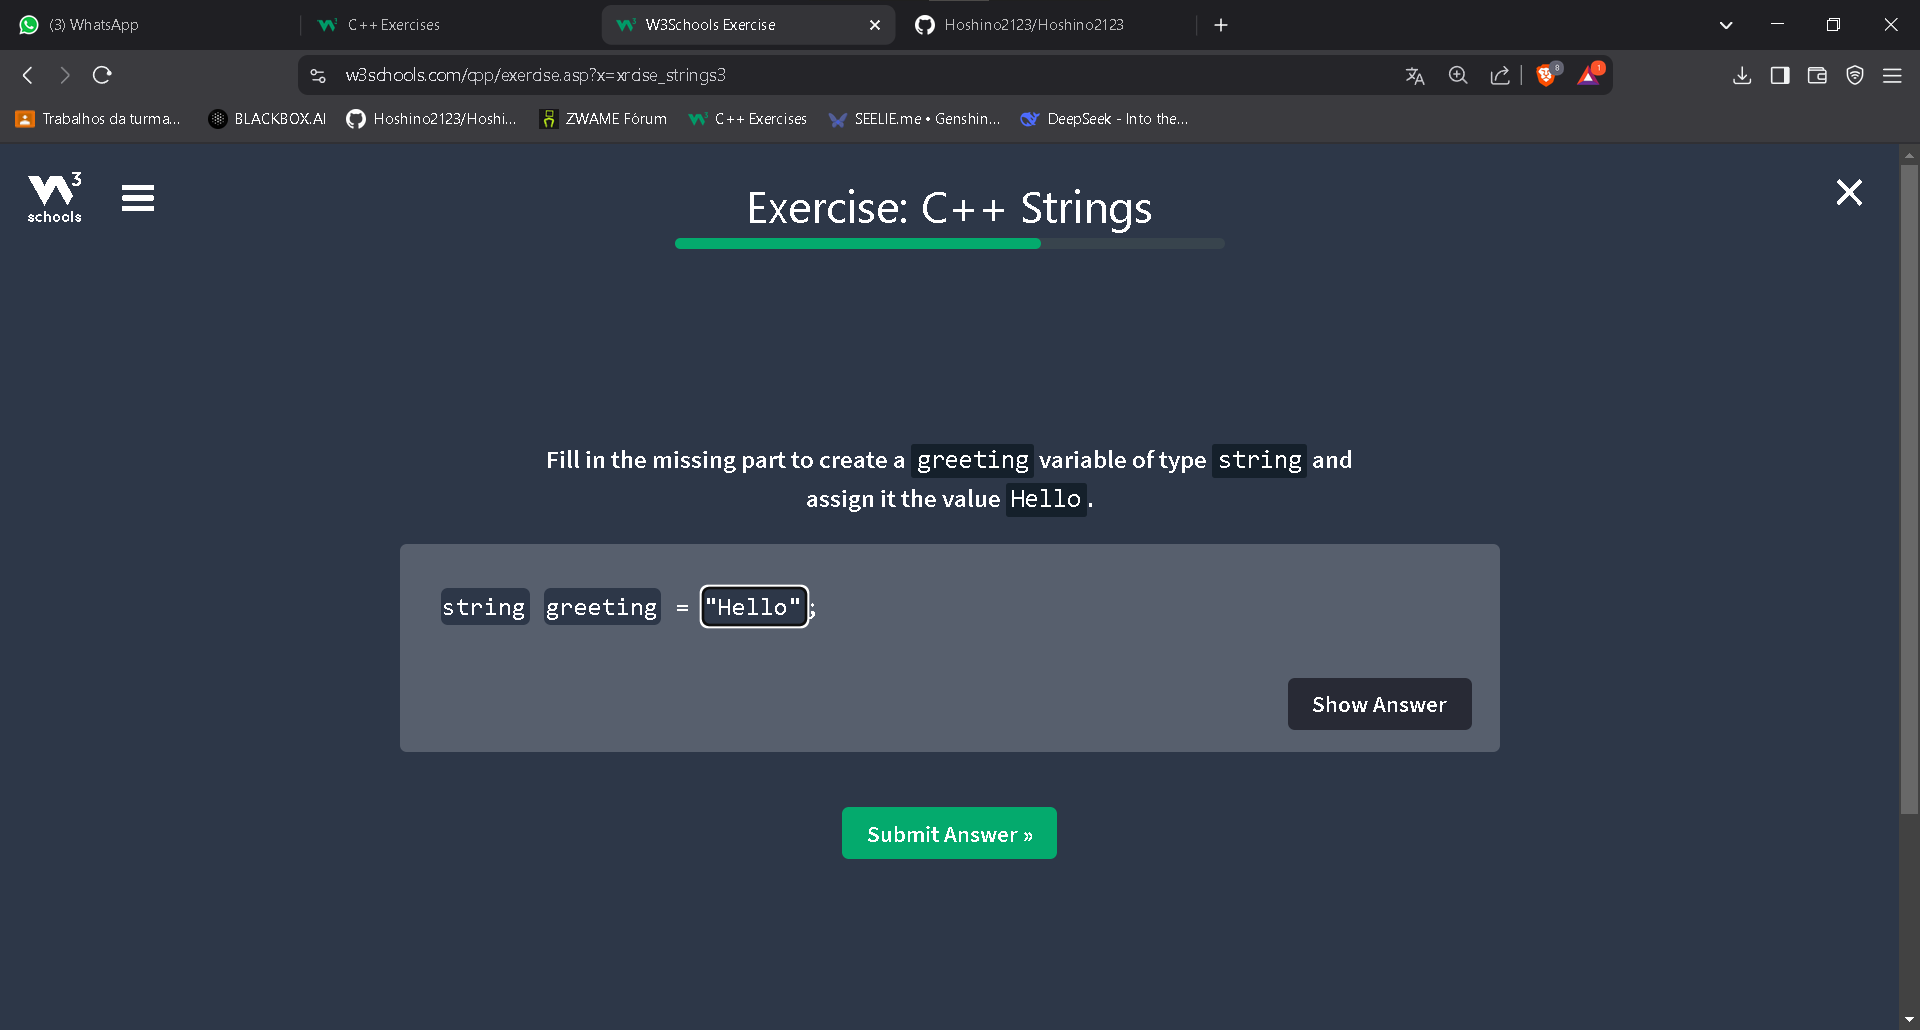 (3) WhatsApp
C++ Exercises
W3Schools Exercise
Hoshino2123/Hoshino2123
w3schools.com/cpp/exercise.asp?x=xrcise_strings3
8
1
Trabalhos da turma...
BLACKBOX.AI
Hoshino2123/Hoshi...
ZWAME Fórum
C++ Exercises
SEELIE.me • Genshin...
DeepSeek - Into the...
3
schools
Exercise: C++ Strings
Fill in the missing part to create a greeting variable of type string and
assign it the value Hello.
string greeting = "Hello";
Show Answer
Submit Answer »